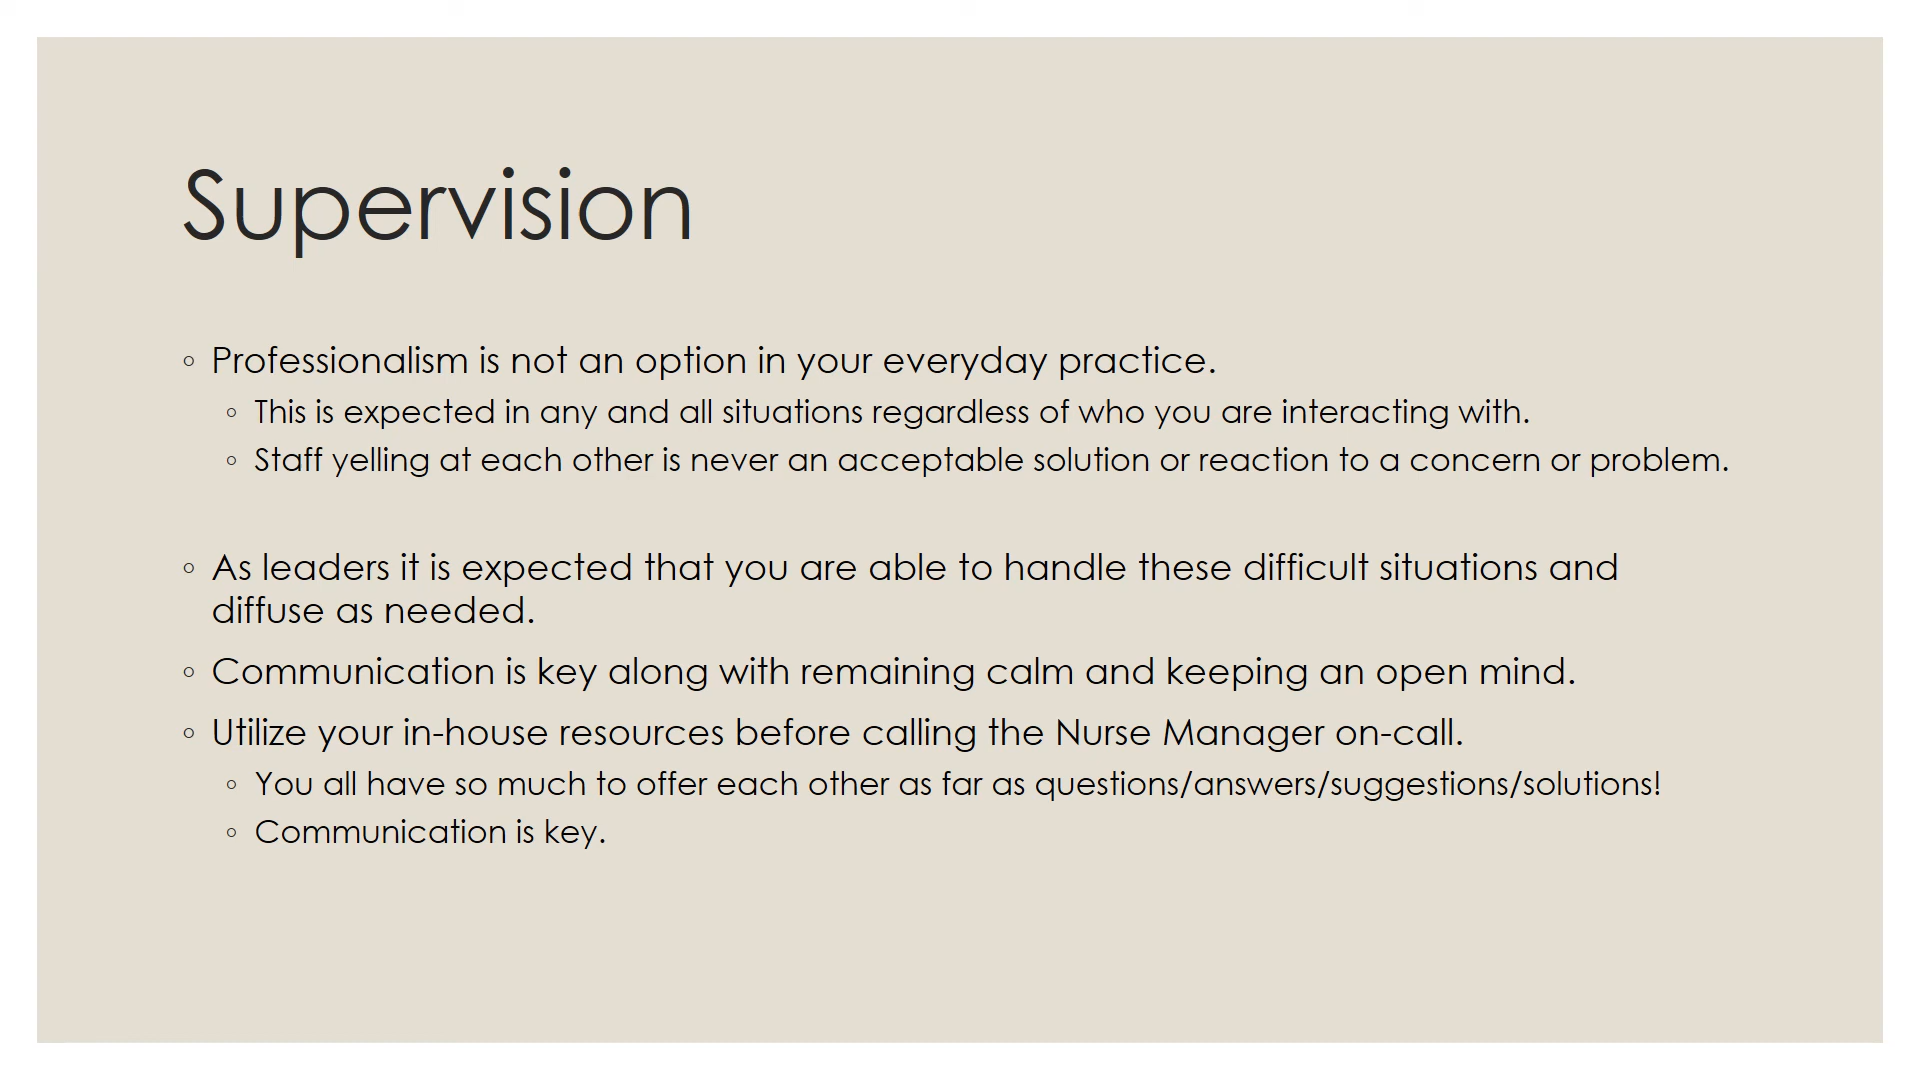 Supervision
◦ Professionalism is not an option in your everyday practice.
◦ This is expected in any and all situations regardless of who you are interacting with.
◦ Staff yelling at each other is never an acceptable solution or reaction to a concern or problem.
◦ As leaders it is expected that you are able to handle these difficult situations and
diffuse as needed.
◦ Communication is key along with remaining calm and keeping an open mind.
◦ Utilize your in-house resources before calling the Nurse Manager on-call.
◦ You all have so much to offer each other as far as questions/answers/suggestions/solutions!
◦ Communication is key.